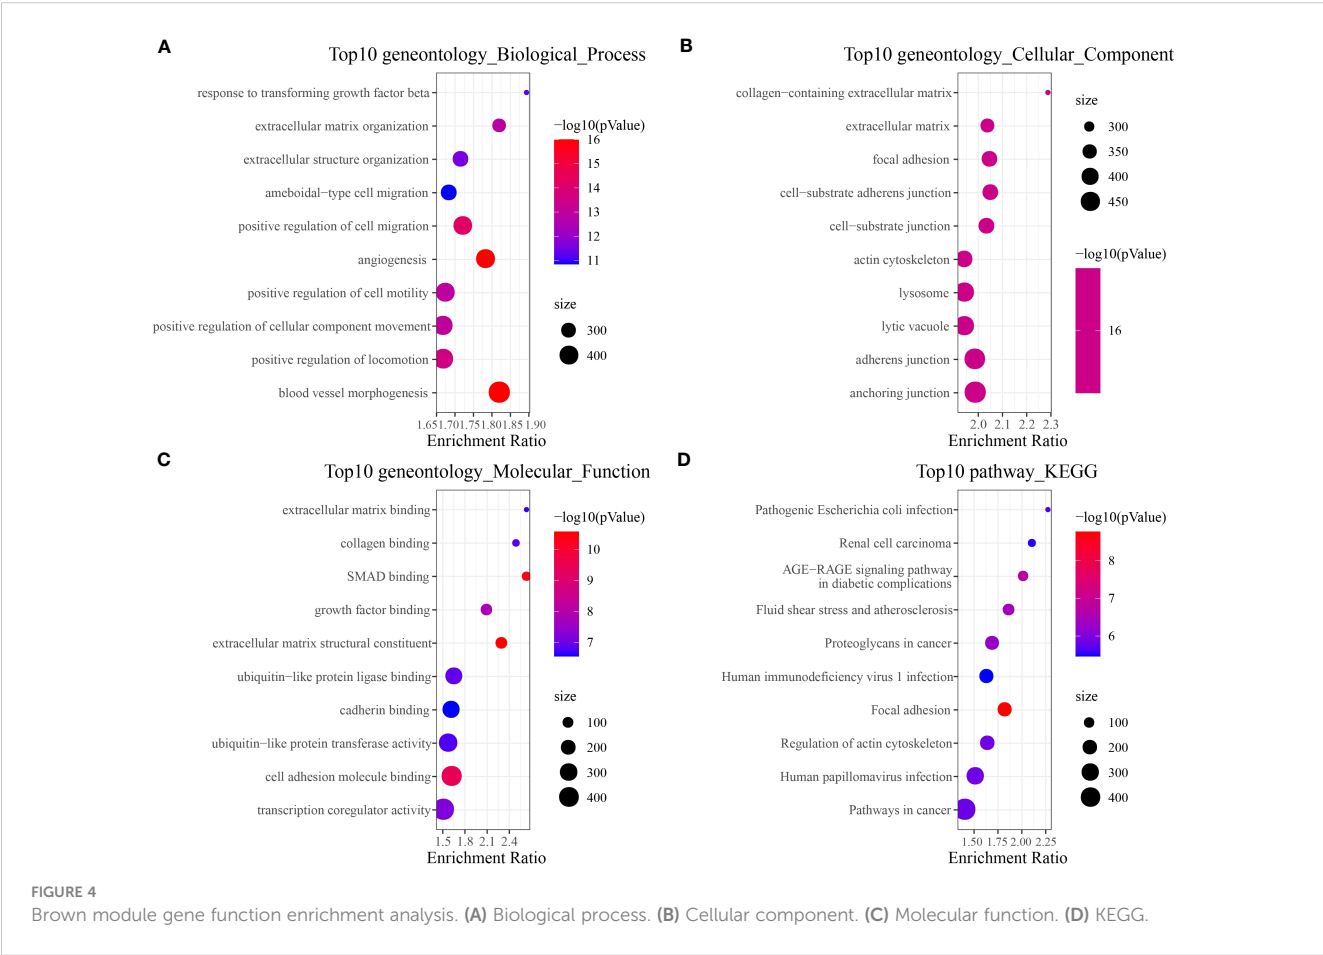 A
Top10 geneontology_Biological_Process
response to transforming growth factor beta
extracellular matrix organization
extracellular structure organization
ameboidal−type cell migration
positive regulation of cell migration
angiogenesis
positive regulation of cell motility
positive regulation of cellular component movement
positive regulation of locomotion
blood vessel morphogenesis
1.65 1.70 1.75 1.80 1.85 1.90
Enrichment Ratio
−log10(pValue)
16
15
14
13
12
11
size
300
400
B
Top10 geneontology_Cellular_Component
collagen−containing extracellular matrix
extracellular matrix
focal adhesion
cell−substrate adherens junction
cell−substrate junction
actin cytoskeleton
lysosome
lytic vacuole
adherens junction
anchoring junction
2.0 2.1 2.2 2.3
Enrichment Ratio
size
300
350
400
450
−log10(pValue)
16
C
Top10 geneontology_Molecular_Function
extracellular matrix binding
collagen binding
SMAD binding
growth factor binding
extracellular matrix structural constituent
ubiquitin−like protein ligase binding
cadherin binding
ubiquitin−like protein transferase activity
cell adhesion molecule binding
transcription coregulator activity
1.5 1.8 2.1 2.4
Enrichment Ratio
−log10(pValue)
10
9
8
7
size
100
200
300
400
D
Top10 pathway_KEGG
Pathogenic Escherichia coli infection
Renal cell carcinoma
AGE−RAGE signaling pathway
in diabetic complications
Fluid shear stress and atherosclerosis
Proteoglycans in cancer
Human immunodeficiency virus 1 infection
Focal adhesion
Regulation of actin cytoskeleton
Human papillomavirus infection
Pathways in cancer
1.50 1.75 2.00 2.25
Enrichment Ratio
−log10(pValue)
8
7
6
size
100
200
300
400
FIGURE 4
Brown module gene function enrichment analysis. (A) Biological process. (B) Cellular component. (C) Molecular function. (D) KEGG.